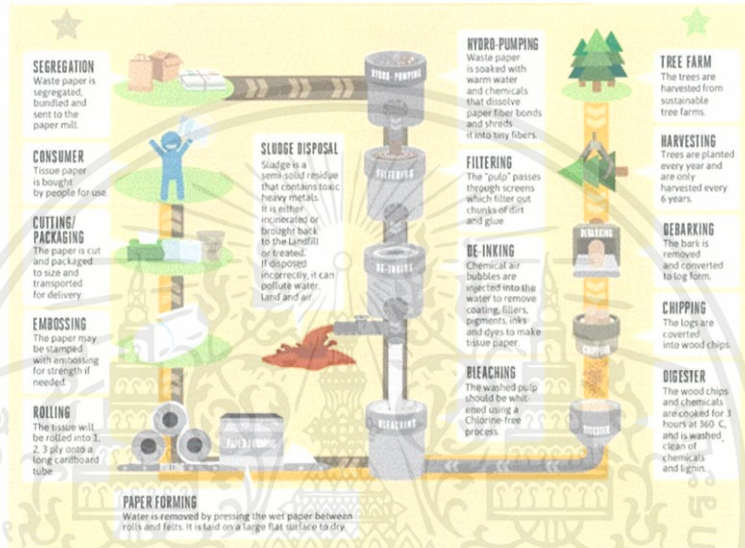 SEGREGATION
Waste paper is
segregated,
bundled and
sent to the
paper mill.
CONSUMER
Tissue paper
is bought
by people for use.
CUTTING/
PACKAGING
The paper is cut
and packaged
to size and
transported
for delivery
EMBOSSING
The paper may
be stamped
with embossing
for strength if
needed.
ROLLING
The tissue will
be rolled into 1,
2, 3 ply onto a
long cardboard
tube
SLUDGE DISPOSAL
Sludge is a
semi-solid residue
that contains toxic
heavy metals.
It is either
incinerated or
brought back
to the landfill
or treated.
If disposed
incorrectly, it can
pollute water,
land and air.
PAPER FORMING
PAPER FORMING
Water is removed by pressing the wet paper between
rolls and felts. It is laid on a large flat surface to dry.
HYDRO-PUMPING
FILTERING
DE-INKING
BLEACHING
HYDRO-PUMPING
Waste paper
is soaked with
warm water
and chemicals
that dissolve
paper fiber bonds
and shreds
it into tiny fibers.
FILTERING
The "pulp" passes
through screens
which filter out
chunks of dirt
and glue
DE-INKING
Chemical air
bubbles are
injected into the
water to remove
coating, fillers,
pigments, inks
and dyes to make
tissue paper.
BLEACHING
The washed pulp
should be whit-
ened using a
Chlorine-free
process.
DEBARKING
CHIPPING
DIGESTER
TREE FARM
The trees are
harvested from
sustainable
tree farms.
HARVESTING
Trees are planted
every year and
are only
harvested every
6 years.
DEBARKING
The bark is
removed
and converted
to log form.
CHIPPING
The logs are
coverted
into wood chips.
DIGESTER
The wood chips
and chemicals
are cooked for 3
hours at 360 C,
and is washed
clean of
chemicals
and lignin.